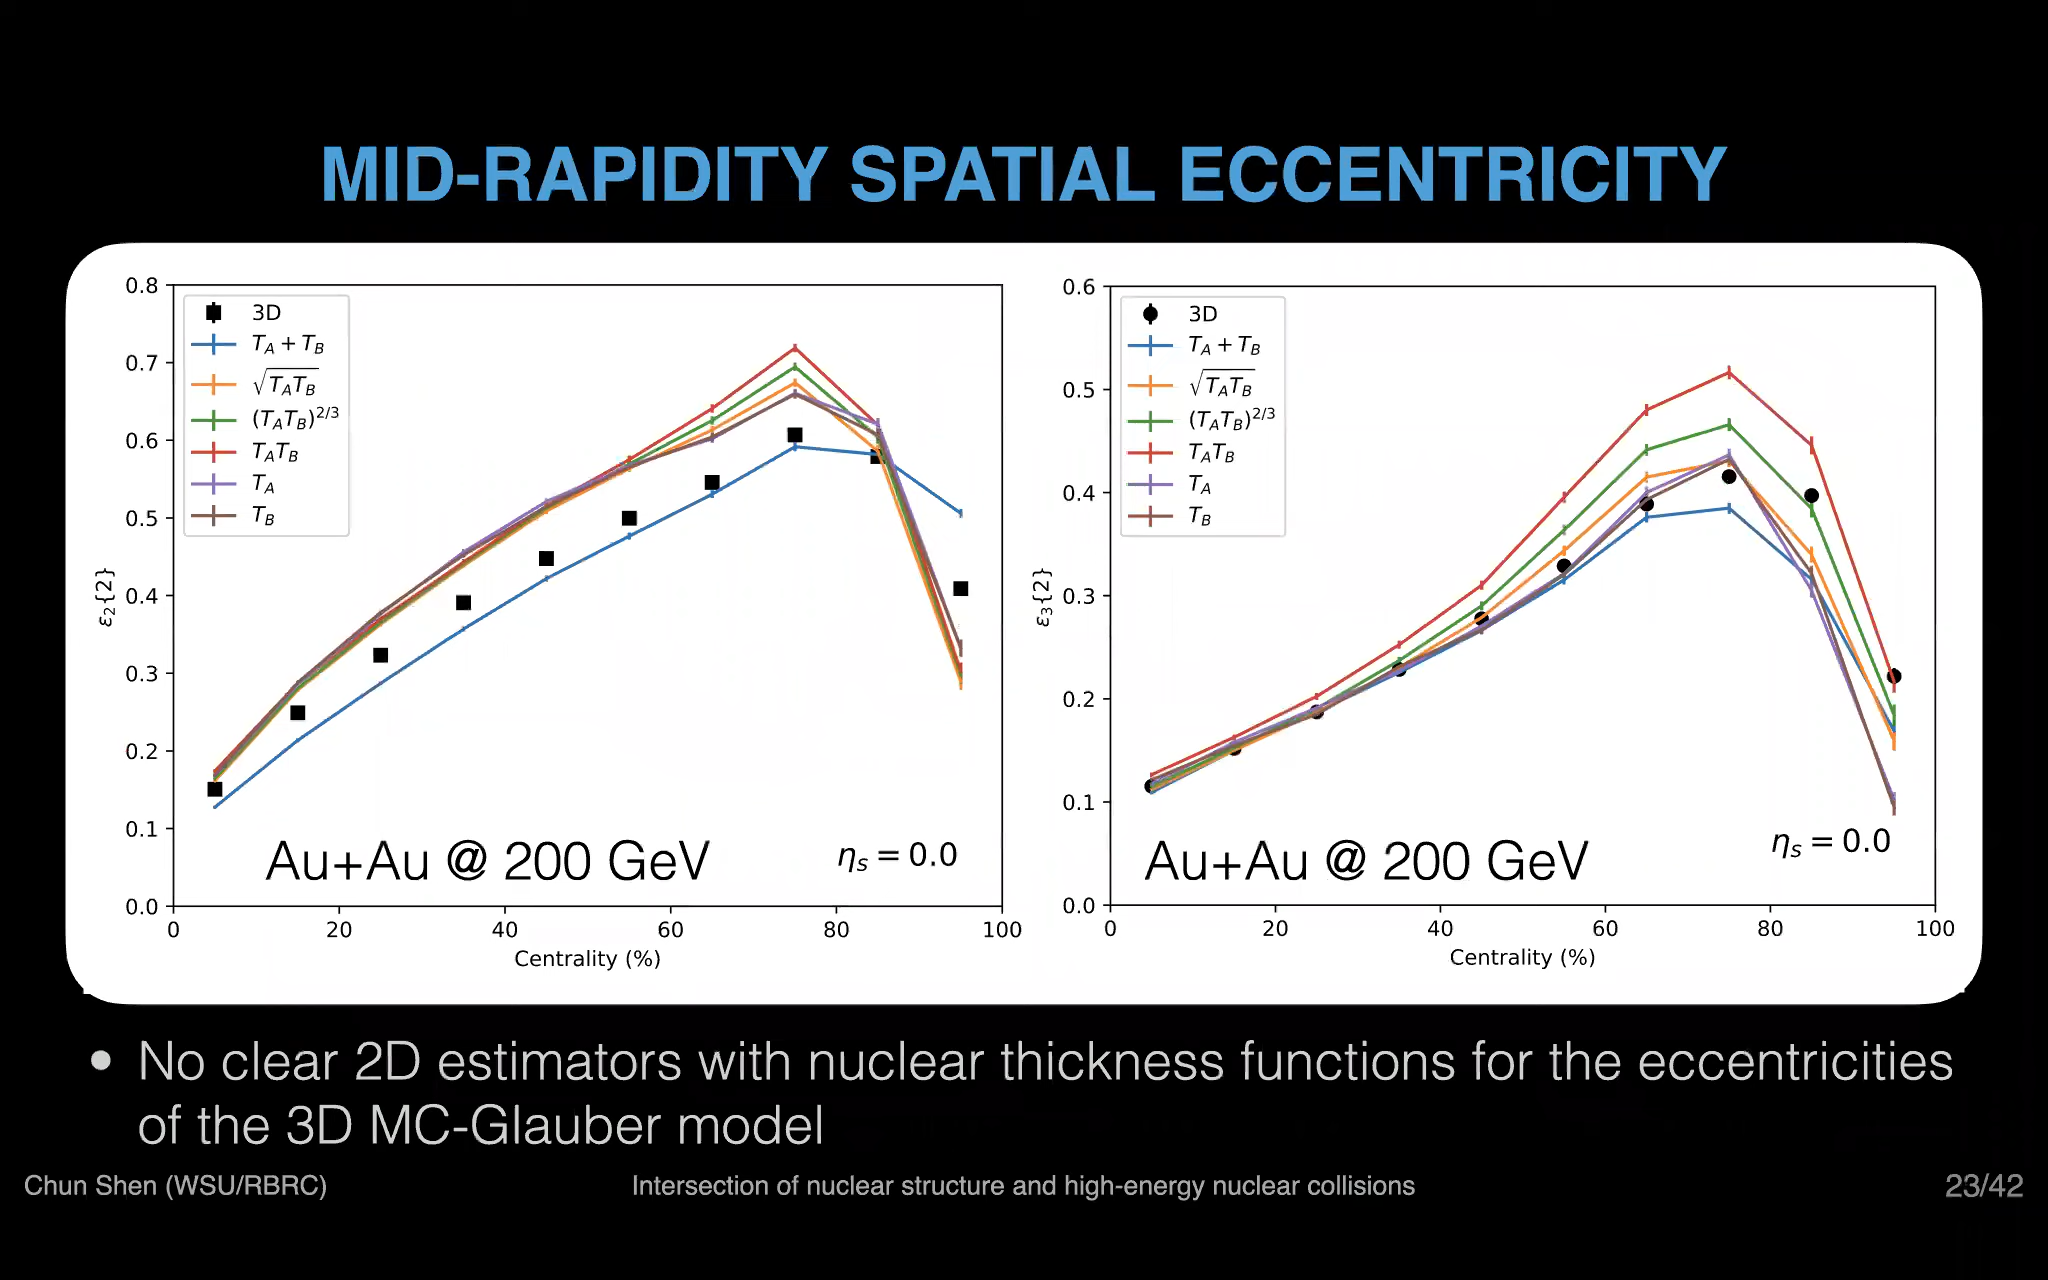 MID-RAPIDITY SPATIAL ECCENTRICITY
0.8
0.7
0.6
0.5
0.4
0.3
0.2
0.1
0.0
ε₂{2}
3D
T_A + T_B
√(T_A T_B)
(T_A T_B)^{2/3}
T_A T_B
T_A
T_B
Au+Au @ 200 GeV
η_s = 0.0
0 20 40 60 80 100
Centrality (%)
0.6
0.5
0.4
0.3
0.2
0.1
0.0
ε₃{2}
3D
T_A + T_B
√(T_A T_B)
(T_A T_B)^{2/3}
T_A T_B
T_A
T_B
Au+Au @ 200 GeV
η_s = 0.0
0 20 40 60 80 100
Centrality (%)
• No clear 2D estimators with nuclear thickness functions for the eccentricities
of the 3D MC-Glauber model
Chun Shen (WSU/RBRC)
Intersection of nuclear structure and high-energy nuclear collisions
23/42